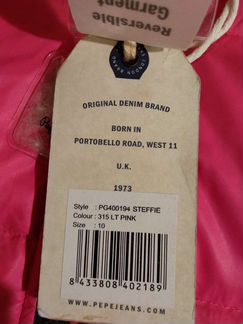 Reversible
Garment
ORIGINAL DENIM BRAND
BORN IN
PORTOBELLO ROAD, WEST 11
U.K.
1973
Style : PG400194 STEFFIE
Colour : 315 LT PINK
Size : 10
8 433808 402189
WWW.PEPEJEANS.COM